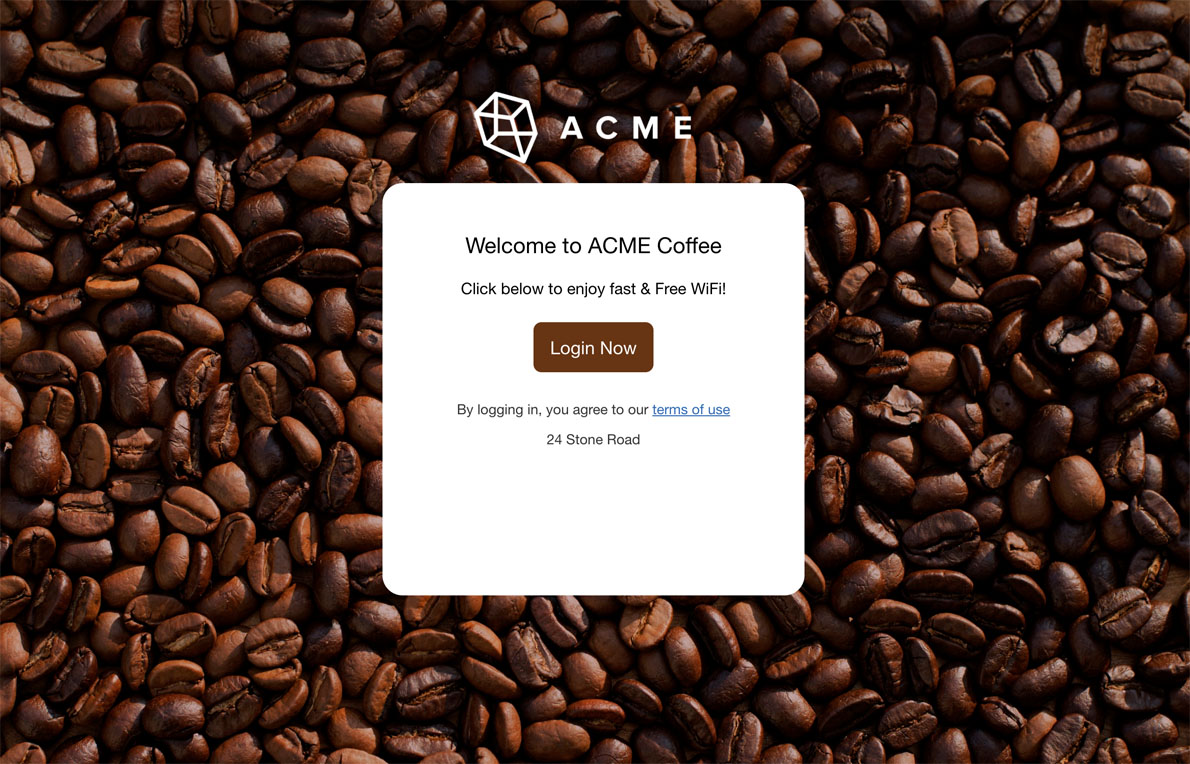 ACME
Welcome to ACME Coffee
Click below to enjoy fast & Free WiFi!
Login Now
By logging in, you agree to our terms of use
24 Stone Road